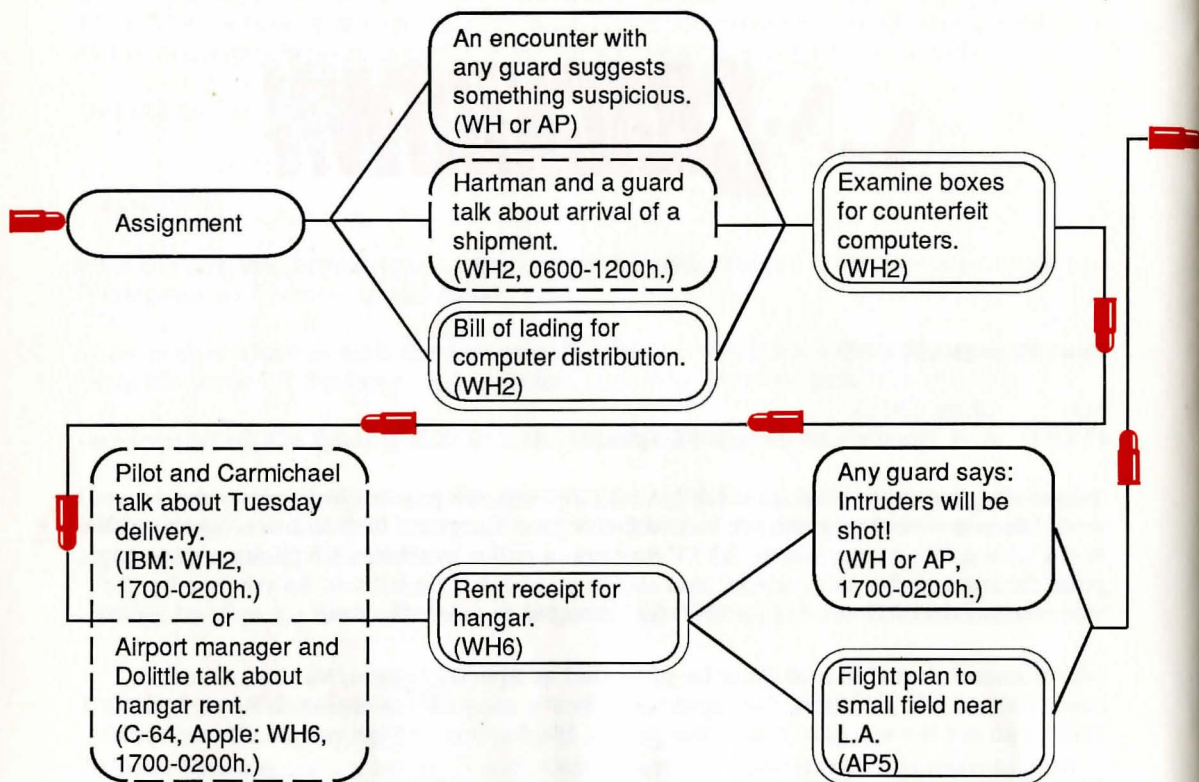 An encounter with
any guard suggests
something suspicious.
(WH or AP)
Assignment
Hartman and a guard
talk about arrival of a
shipment.
(WH2, 0600-1200h.)
Bill of lading for
computer distribution.
(WH2)
Examine boxes
for counterfeit
computers.
(WH2)
Pilot and Carmichael
talk about Tuesday
delivery.
(IBM: WH2,
1700-0200h.)
or
Airport manager and
Dolittle talk about
hangar rent.
(C-64, Apple: WH6,
1700-0200h.)
Rent receipt for
hangar.
(WH6)
Any guard says:
Intruders will be
shot!
(WH or AP,
1700-0200h.)
Flight plan to
small field near
L.A.
(AP5)